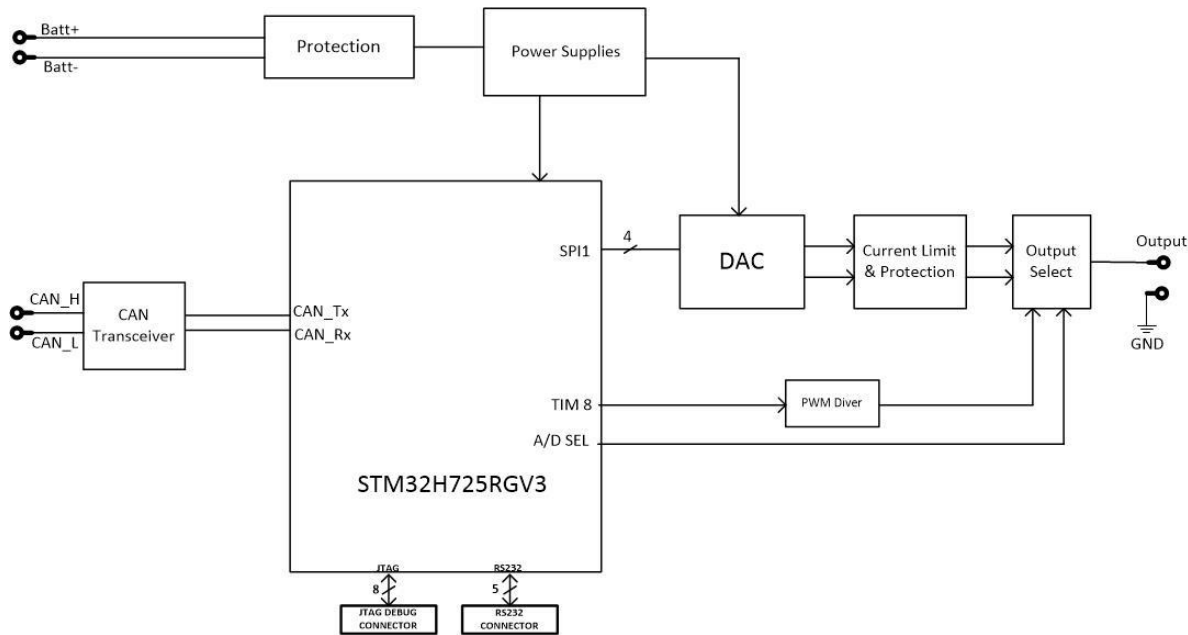 Batt+
Batt-
Protection
Power Supplies
SPI1
4
DAC
Current Limit
& Protection
Output
Select
Output
GND
CAN_H
CAN_L
CAN
Transceiver
CAN_Tx
CAN_Rx
TIM 8
PWM Diver
A/D SEL
STM32H725RGV3
JTAG
RS232
8
5
JTAG DEBUG
CONNECTOR
RS232
CONNECTOR